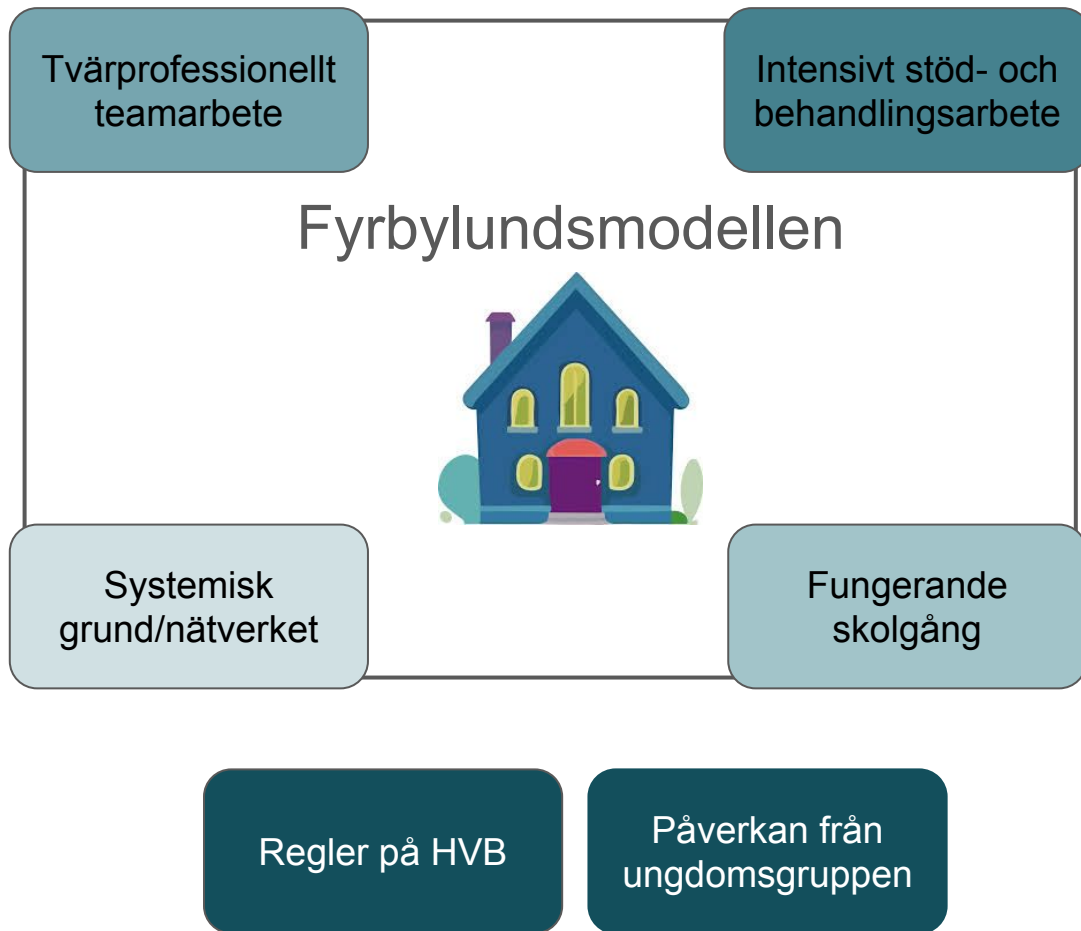 Tvärprofessionellt
teamarbete
Intensivt stöd- och
behandlingsarbete
Fyrbylundsmodellen
Systemisk
grund/nätverket
Fungerande
skolgång
Regler på HVB
Påverkan från
ungdomsgruppen